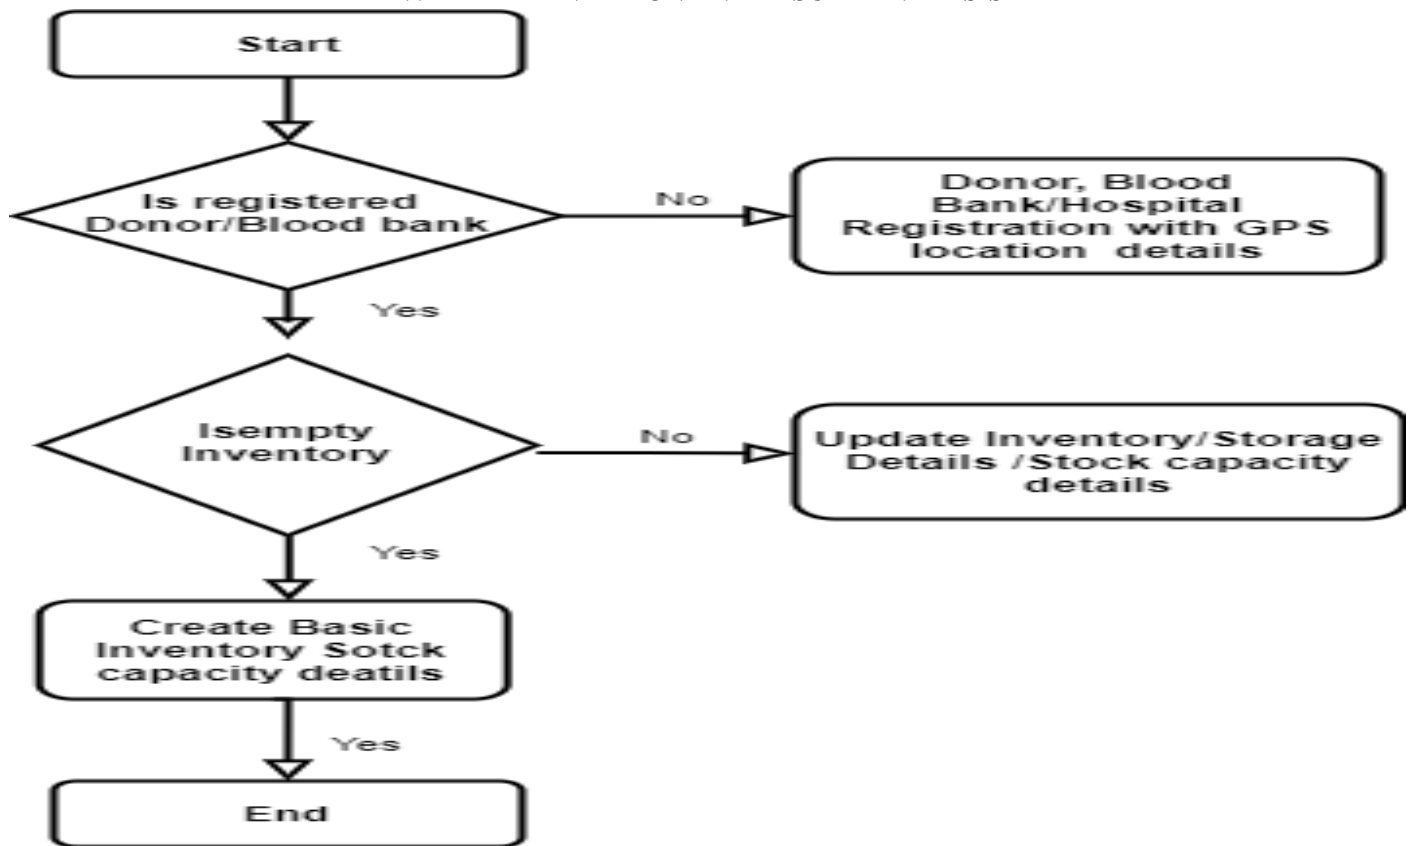 Start
Is registered
Donor/Blood bank
No
Donor, Blood
Bank/Hospital
Registration with GPS
location details
Yes
Isempty
Inventory
No
Update Inventory/Storage
Details /Stock capacity
details
Yes
Create Basic
Inventory Sotck
capacity deatils
Yes
End